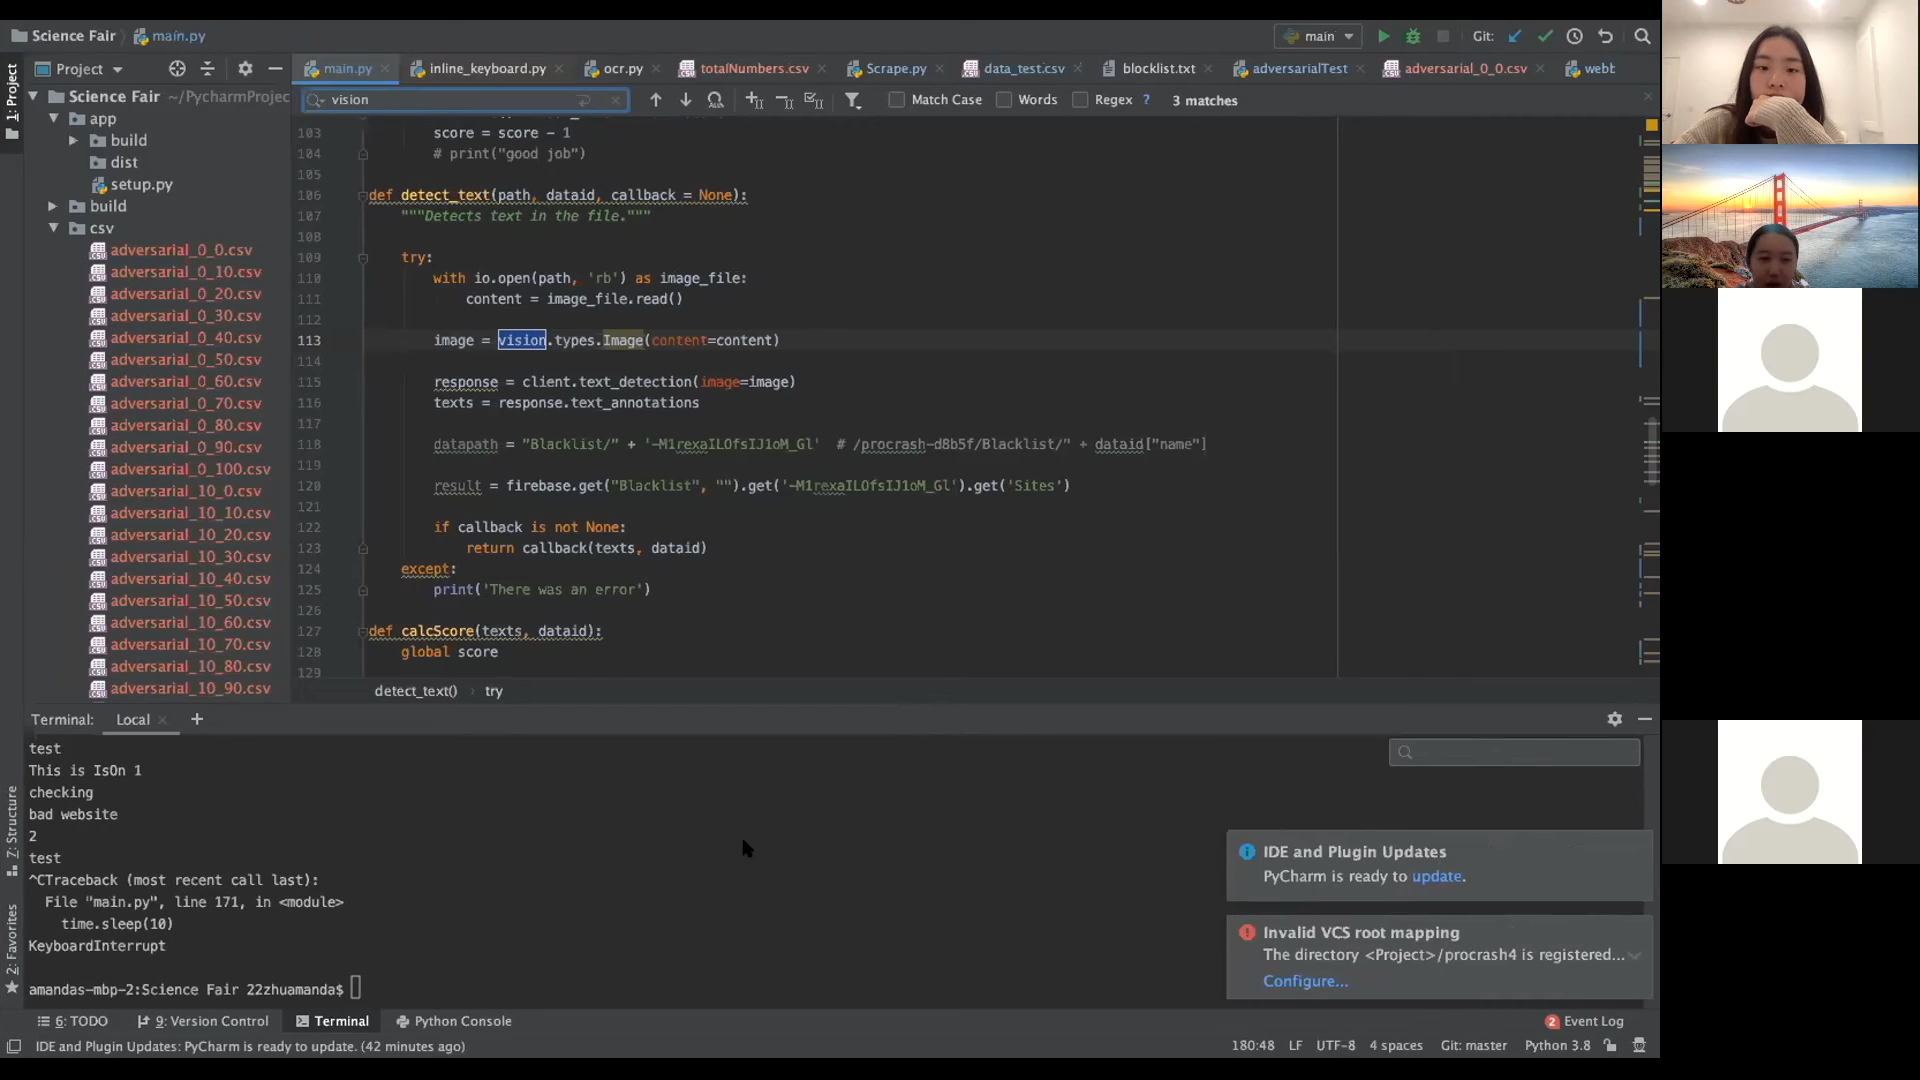 Science Fair
main.py
main
Git:
1: Project
Project
main.py
inline_keyboard.py
ocr.py
totalNumbers.csv
Scrape.py
data_test.csv
blocklist.txt
adversarialTest
adversarial_0_0.csv
webt
Science Fair ~/PycharmProjec
app
build
dist
setup.py
build
csv
adversarial_0_0.csv
adversarial_0_10.csv
adversarial_0_20.csv
adversarial_0_30.csv
adversarial_0_40.csv
adversarial_0_50.csv
adversarial_0_60.csv
adversarial_0_70.csv
adversarial_0_80.csv
adversarial_0_90.csv
adversarial_0_100.csv
adversarial_10_0.csv
adversarial_10_10.csv
adversarial_10_20.csv
adversarial_10_30.csv
adversarial_10_40.csv
adversarial_10_50.csv
adversarial_10_60.csv
adversarial_10_70.csv
adversarial_10_80.csv
adversarial_10_90.csv
vision
Match Case
Words
Regex ?
3 matches
103 score = score - 1
104 # print("good job")
105
106 def detect_text(path, dataid, callback = None):
107 """Detects text in the file."""
108
109 try:
110 with io.open(path, 'rb') as image_file:
111 content = image_file.read()
112
113 image = vision.types.Image(content=content)
114
115 response = client.text_detection(image=image)
116 texts = response.text_annotations
117
118 datapath = "Blacklist/" + '-M1rexaILOfsIJ1oM_Gl' # /procrash-d8b5f/Blacklist/" + dataid["name"]
119
120 result = firebase.get("Blacklist", "").get('-M1rexaILOfsIJ1oM_Gl').get('Sites')
121
122 if callback is not None:
123 return callback(texts, dataid)
124 except:
125 print('There was an error')
126
127 def calcScore(texts, dataid):
128 global score
129
detect_text()
try
Terminal:
Local
+
test
This is IsOn 1
checking
bad website
2
test
^CTraceback (most recent call last):
File "main.py", line 171, in <module>
time.sleep(10)
KeyboardInterrupt
amandas-mbp-2:Science Fair 22zhuamanda$
IDE and Plugin Updates
PyCharm is ready to update.
Invalid VCS root mapping
The directory <Project>/procrash4 is registered...
Configure...
7: Structure
2: Favorites
6: TODO
9: Version Control
Terminal
Python Console
2 Event Log
IDE and Plugin Updates: PyCharm is ready to update. (42 minutes ago)
180:48
LF
UTF-8
4 spaces
Git: master
Python 3.8